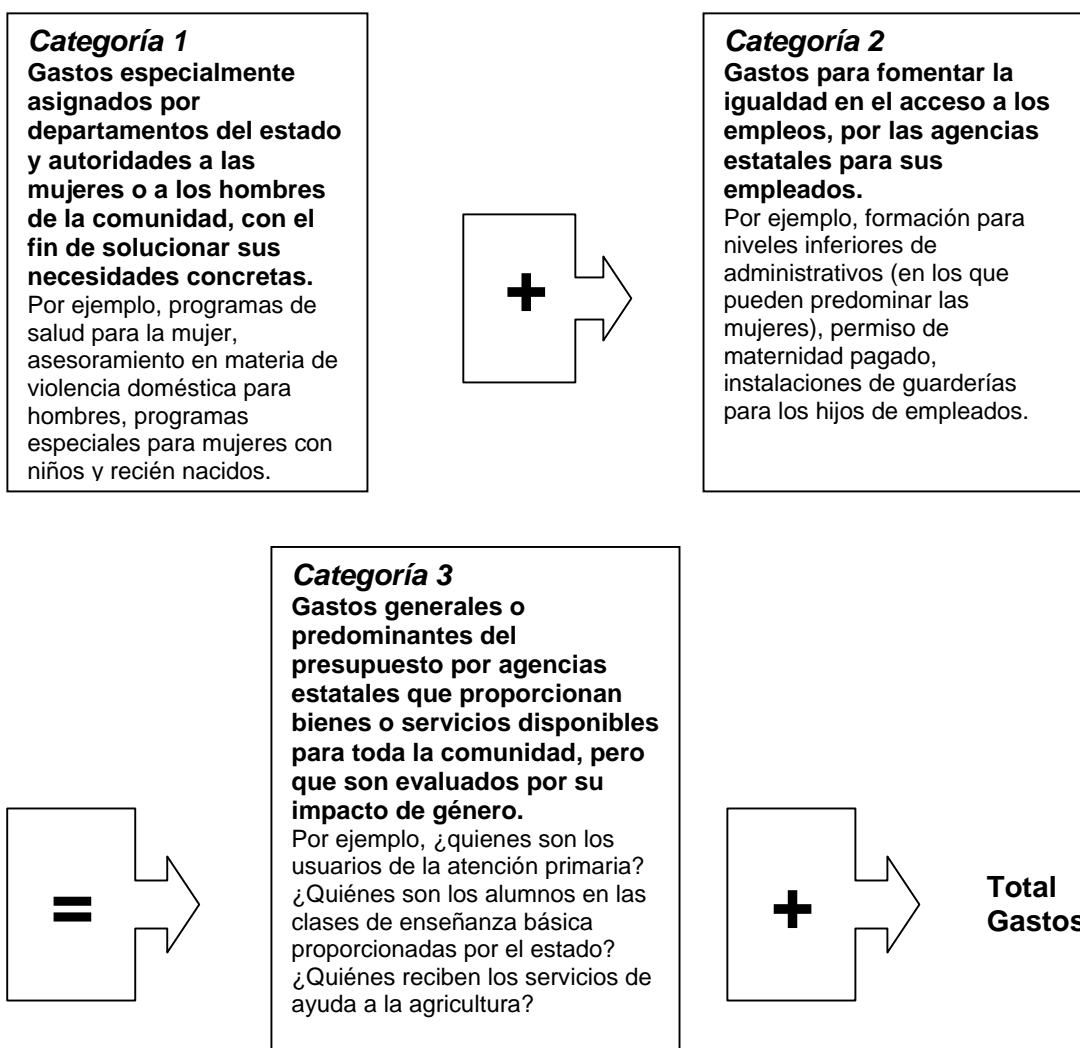 Categoría 1
Gastos especialmente
asignados por
departamentos del estado
y autoridades a las
mujeres o a los hombres
de la comunidad, con el
fin de solucionar sus
necesidades concretas.
Por ejemplo, programas de
salud para la mujer,
asesoramiento en materia de
violencia doméstica para
hombres, programas
especiales para mujeres con
niños y recién nacidos.
+
Categoría 2
Gastos para fomentar la
igualdad en el acceso a los
empleos, por las agencias
estatales para sus
empleados.
Por ejemplo, formación para
niveles inferiores de
administrativos (en los que
pueden predominar las
mujeres), permiso de
maternidad pagado,
instalaciones de guarderías
para los hijos de empleados.
=
Categoría 3
Gastos generales o
predominantes del
presupuesto por agencias
estatales que proporcionan
bienes o servicios disponibles
para toda la comunidad, pero
que son evaluados por su
impacto de género.
Por ejemplo, ¿quienes son los
usuarios de la atención primaria?
¿Quiénes son los alumnos en las
clases de enseñanza básica
proporcionadas por el estado?
¿Quiénes reciben los servicios de
ayuda a la agricultura?
+
Total
Gastos